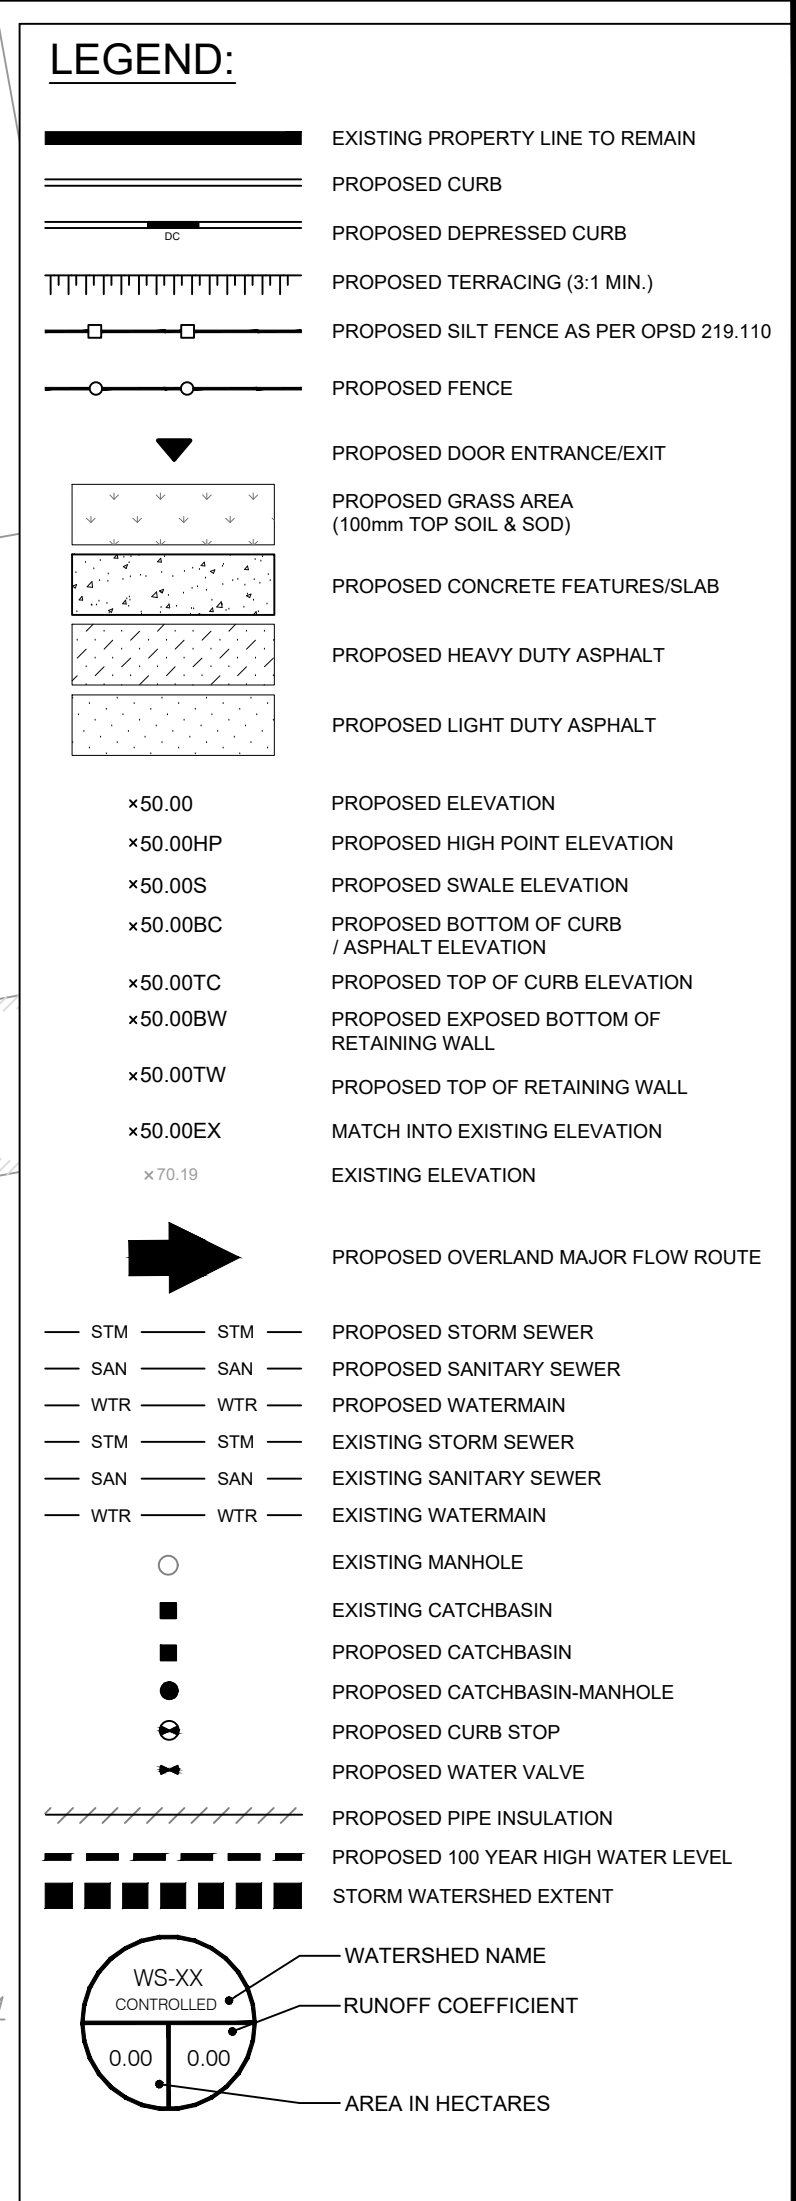 LEGEND:
EXISTING PROPERTY LINE TO REMAIN
PROPOSED CURB
DC PROPOSED DEPRESSED CURB
PROPOSED TERRACING (3:1 MIN.)
PROPOSED SILT FENCE AS PER OPSD 219.110
PROPOSED FENCE
PROPOSED DOOR ENTRANCE/EXIT
PROPOSED GRASS AREA
(100mm TOP SOIL & SOD)
PROPOSED CONCRETE FEATURES/SLAB
PROPOSED HEAVY DUTY ASPHALT
PROPOSED LIGHT DUTY ASPHALT
×50.00 PROPOSED ELEVATION
×50.00HP PROPOSED HIGH POINT ELEVATION
×50.00S PROPOSED SWALE ELEVATION
×50.00BC PROPOSED BOTTOM OF CURB
/ ASPHALT ELEVATION
×50.00TC PROPOSED TOP OF CURB ELEVATION
×50.00BW PROPOSED EXPOSED BOTTOM OF
RETAINING WALL
×50.00TW PROPOSED TOP OF RETAINING WALL
×50.00EX MATCH INTO EXISTING ELEVATION
×70.19 EXISTING ELEVATION
PROPOSED OVERLAND MAJOR FLOW ROUTE
STM STM PROPOSED STORM SEWER
SAN SAN PROPOSED SANITARY SEWER
WTR WTR PROPOSED WATERMAIN
STM STM EXISTING STORM SEWER
SAN SAN EXISTING SANITARY SEWER
WTR WTR EXISTING WATERMAIN
EXISTING MANHOLE
EXISTING CATCHBASIN
PROPOSED CATCHBASIN
PROPOSED CATCHBASIN-MANHOLE
PROPOSED CURB STOP
PROPOSED WATER VALVE
PROPOSED PIPE INSULATION
PROPOSED 100 YEAR HIGH WATER LEVEL
STORM WATERSHED EXTENT
WATERSHED NAME
WS-XX
CONTROLLED
RUNOFF COEFFICIENT
0.00 0.00
AREA IN HECTARES